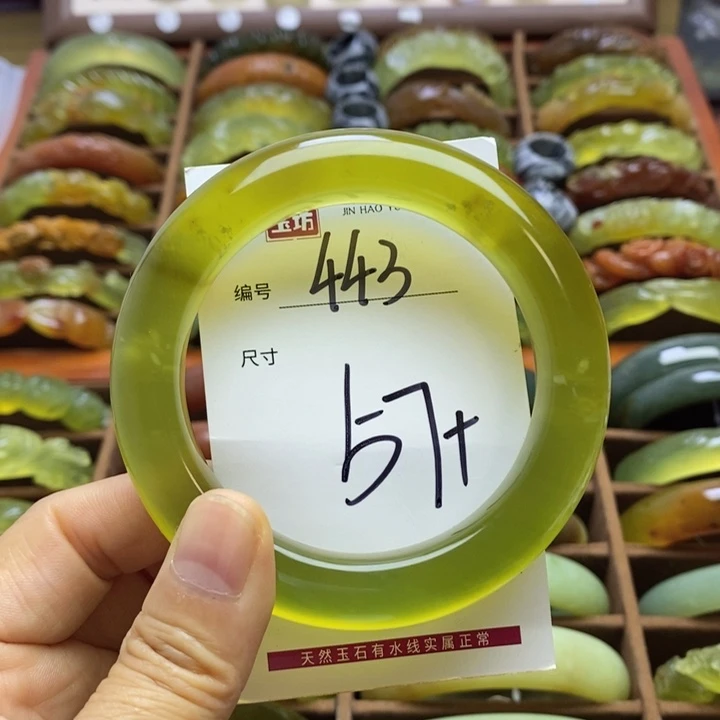 玉坊
JIN HAO
编号 443
尺寸
57+
天然玉石有水线实属正常